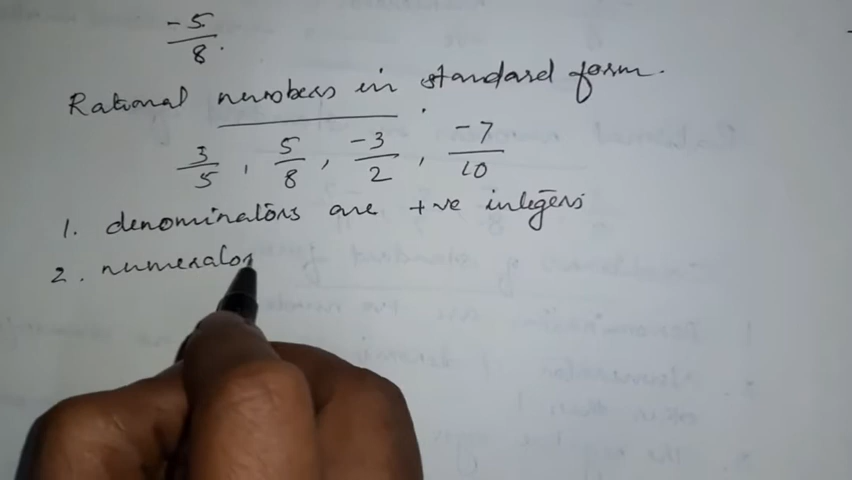 -5/8.
Rational numbers in standard form.
3/5, 5/8, -3/2, -7/10
1. denominators are +ve integers
2. numerator